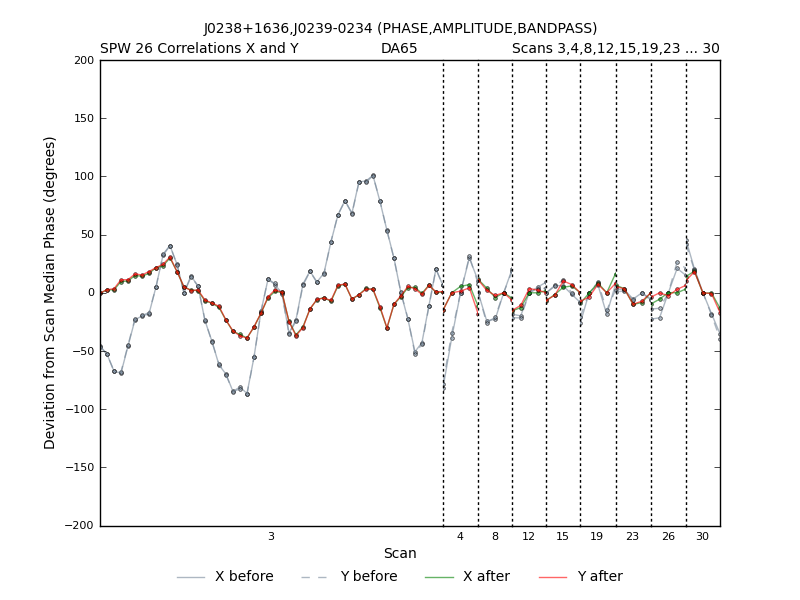 J0238+1636,J0239-0234 (PHASE,AMPLITUDE,BANDPASS)
SPW 26 Correlations X and Y DA65 Scans 3,4,8,12,15,19,23 ... 30
200
150
100
50
0
−50
−100
−150
−200
Deviation from Scan Median Phase (degrees)
3 4 8 12 15 19 23 26 30
Scan
X before Y before X after Y after